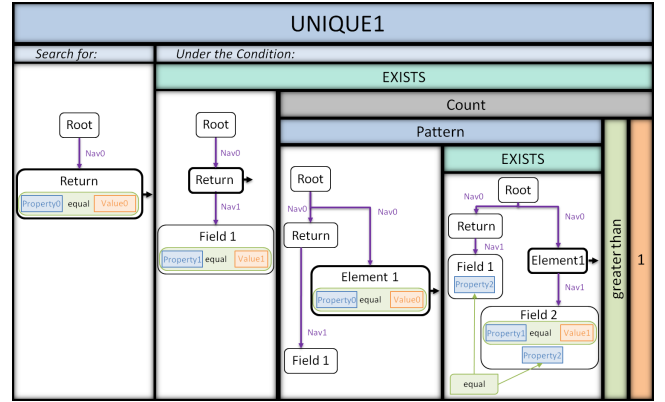 UNIQUE1
Search for:
Under the Condition:
EXISTS
Count
Pattern
EXISTS
greater than
1
Root
Nav0
Return
Property0 equal Value0
Root
Nav0
Return
Nav1
Field 1
Property1 equal Value1
Root
Nav0
Nav0
Return
Element 1
Property0 equal Value0
Nav1
Field 1
Root
Nav0
Nav0
Return
Nav1
Element1
Field 1
Property2
Nav1
Field 2
Property1 equal Value1
Property2
equal